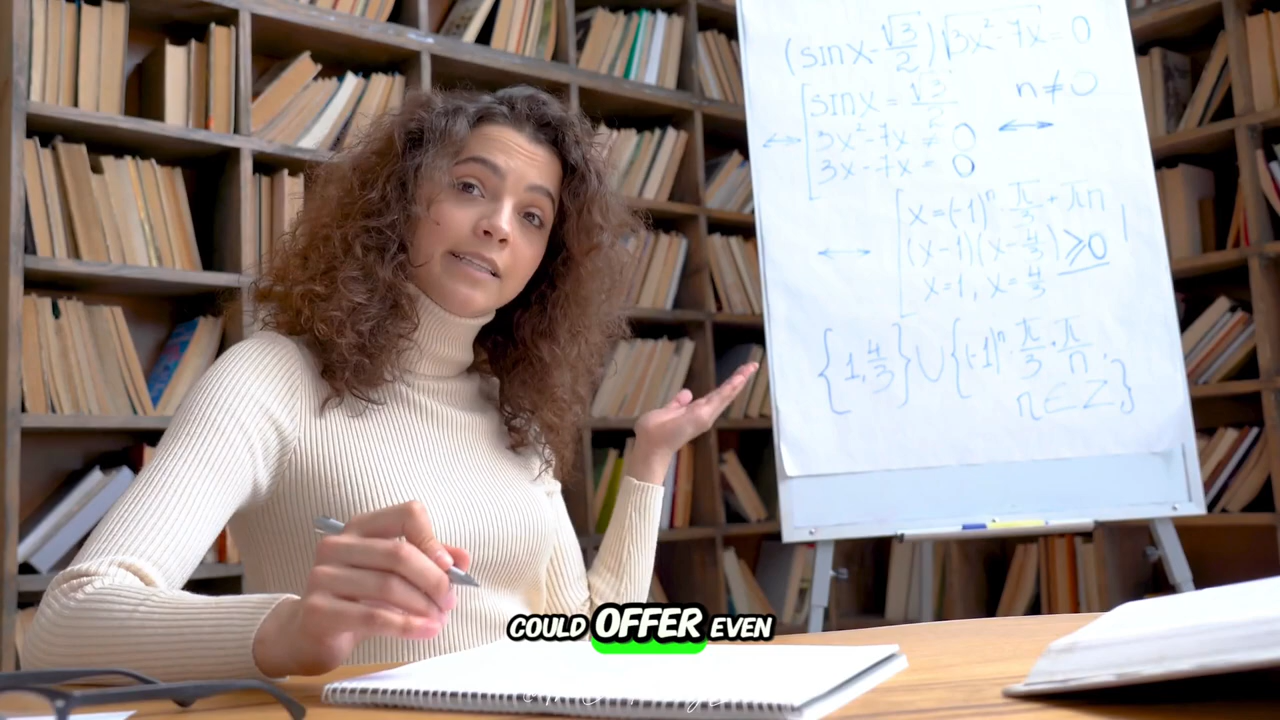 (sinx-√3/2)√3x²-7x = 0
sinx = √3/2 n≠0
↔ 3x²-7x ≠ 0 ↔
3x-7x = 0
x=(-1)ⁿ·π/3+πn
↔ (x-1)(x-4/3)≥0
x=1, x=4/3
{1,4/3}∪{(-1)ⁿ·π/3·π/n,
n∈Z,}
COULD OFFER EVEN